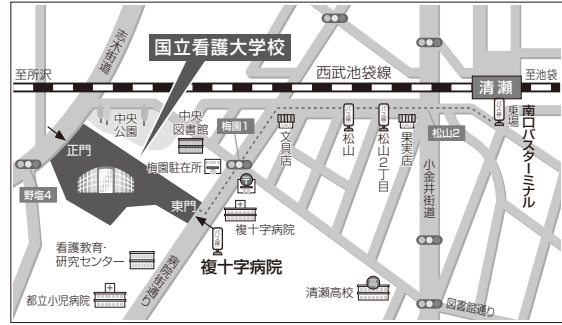 志木街道
国立看護大学校
至所沢
西武池袋線
清瀬
至池袋
中央
公園
中央
図書館
梅園1
文具店
バス停
松山
バス停
松山2丁目
果実店
松山2
バス停
乗場
南口バスターミナル
正門
梅園駐在所
小金井街道
野塩4
東門
複十字病院
バス停
複十字病院
看護教育・
研究センター
病院街通り
都立小児病院
清瀬高校
図書館通り